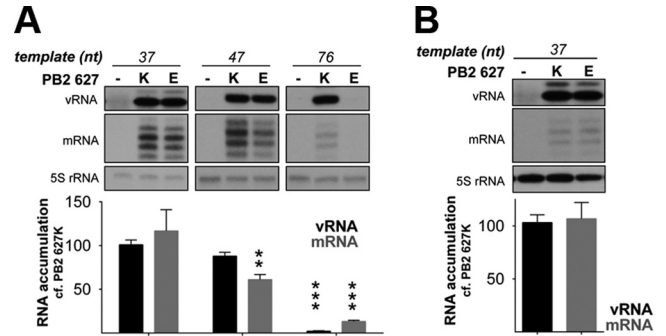 A
template (nt) 37 47 76
PB2 627 - K E - K E - K E
vRNA
mRNA
5S rRNA
RNA accumulation
cf. PB2 627K
150
100
50
**
***
***
vRNA
mRNA
B
template (nt) 37
PB2 627 - K E
vRNA
mRNA
5S rRNA
RNA accumulation
cf. PB2 627K
100
50
vRNA
mRNA